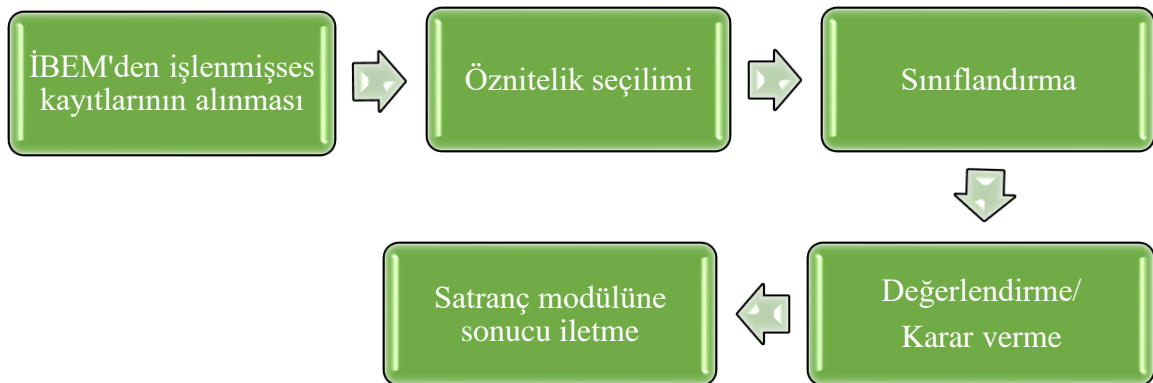 İBEM'den işlenmişses
kayıtlarının alınması
Öznitelik seçilimi
Sınıflandırma
Değerlendirme/
Karar verme
Satranç modülüne
sonucu iletme